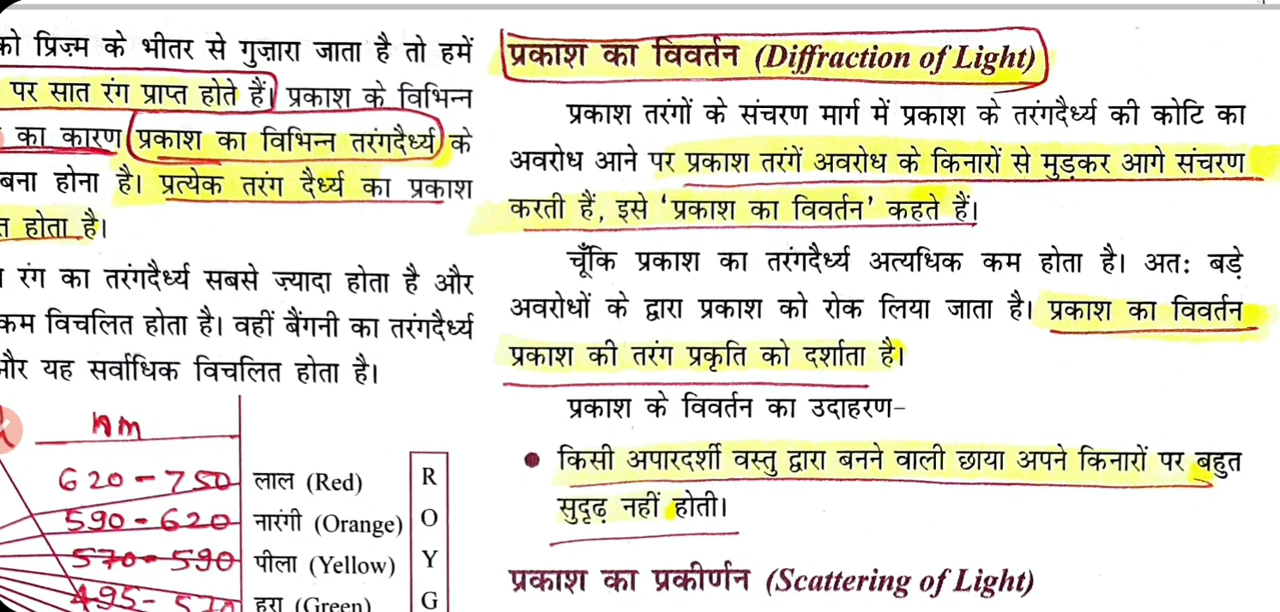 को प्रिज़्म के भीतर से गुज़ारा जाता है तो हमें
पर सात रंग प्राप्त होते हैं। प्रकाश के विभिन्न
का कारण प्रकाश का विभिन्न तरंगदैर्ध्य के
बना होना है। प्रत्येक तरंग दैर्ध्य का प्रकाश
होता है।
रंग का तरंगदैर्ध्य सबसे ज्यादा होता है और
कम विचलित होता है। वहीं बैंगनी का तरंगदैर्ध्य
और यह सर्वाधिक विचलित होता है।
nm
620-750 लाल (Red) R
590-620 नारंगी (Orange) O
570-590 पीला (Yellow) Y
495-570 हरा (Green) G
प्रकाश का विवर्तन (Diffraction of Light)
प्रकाश तरंगों के संचरण मार्ग में प्रकाश के तरंगदैर्ध्य की कोटि का
अवरोध आने पर प्रकाश तरंगें अवरोध के किनारों से मुड़कर आगे संचरण
करती हैं, इसे ‘प्रकाश का विवर्तन’ कहते हैं।
चूँकि प्रकाश का तरंगदैर्ध्य अत्यधिक कम होता है। अतः बड़े
अवरोधों के द्वारा प्रकाश को रोक लिया जाता है। प्रकाश का विवर्तन
प्रकाश की तरंग प्रकृति को दर्शाता है।
प्रकाश के विवर्तन का उदाहरण-
● किसी अपारदर्शी वस्तु द्वारा बनने वाली छाया अपने किनारों पर बहुत
सुदृढ़ नहीं होती।
प्रकाश का प्रकीर्णन (Scattering of Light)